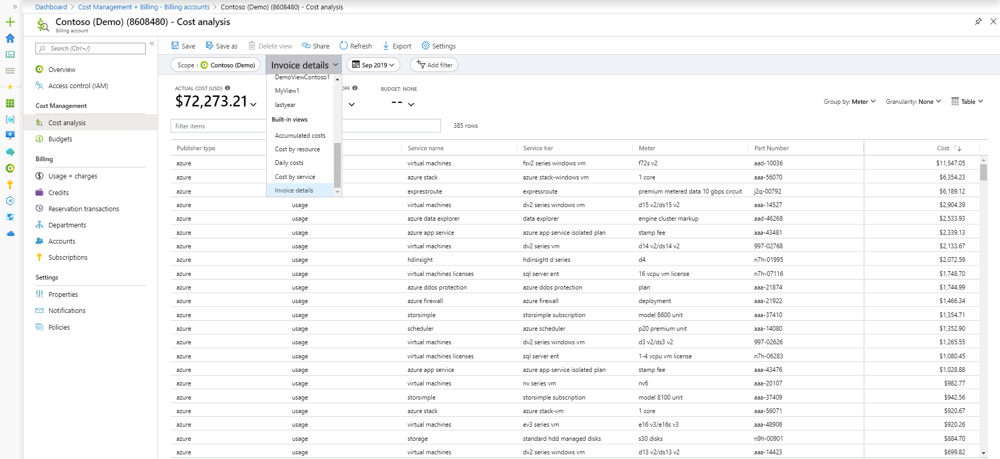 Dashboard > Cost Management + Billing - Billing accounts > Contoso (Demo) (8608480) - Cost analysis
Contoso (Demo) (8608480) - Cost analysis
Billing account
Search (Ctrl+/)
Overview
Access control (IAM)
Cost Management
Cost analysis
Budgets
Billing
Usage + charges
Credits
Reservation transactions
Departments
Accounts
Subscriptions
Settings
Properties
Notifications
Policies
Save Save as Delete view Share Refresh Export Settings
Scope : Contoso (Demo) Invoice details Sep 2019 Add filter
DemoViewContoso1
MyView1
lastyear
Built-in views
Accumulated costs
Cost by resource
Daily costs
Cost by service
Invoice details
ACTUAL COST (USD) BUDGET: NONE
$72,273.21 --
Group by: Meter Granularity: None Table
Filter items 385 rows
Publisher type Service name Service tier Meter Part Number Cost
azure virtual machines fsv2 series windows vm f72s v2 aad-10036 $11,547.05
azure azure stack azure stack-windows vm 1 core aaa-56070 $6,354.23
azure expressroute expressroute premium metered data 10 gbps circuit j2q-00792 $6,189.12
azure usage virtual machines dv2 series windows vm d15 v2/ds15 v2 aaa-14527 $2,904.39
azure usage azure data explorer data explorer engine cluster markup aad-46268 $2,533.93
azure usage azure app service azure app service isolated plan stamp fee aaa-43481 $2,339.13
azure usage virtual machines dv2 series vm d14 v2/ds14 v2 997-02768 $2,133.67
azure usage hdinsight hdinsight d series d4 n7h-01995 $2,072.59
azure usage virtual machines licenses sql server ent 16 vcpu vm license n7h-07116 $1,748.70
azure usage azure ddos protection azure ddos protection plan aaa-21874 $1,744.99
azure usage azure firewall azure firewall deployment aaa-21922 $1,466.34
azure usage storsimple storsimple subscription model 8600 unit aaa-37410 $1,354.71
azure usage scheduler azure scheduler p20 premium unit aaa-14080 $1,352.90
azure usage virtual machines dv2 series windows vm d3 v2/ds3 v2 997-02626 $1,265.55
azure usage virtual machines licenses sql server ent 1-4 vcpu vm license n7h-06283 $1,080.45
azure usage azure app service azure app service isolated plan stamp fee aaa-43476 $1,028.88
azure usage virtual machines nv series vm nv6 aaa-20107 $982.77
azure usage storsimple storsimple subscription model 8100 unit aaa-37409 $942.56
azure usage azure stack azure stack-vm 1 core aaa-56071 $920.67
azure usage virtual machines ev3 series vm e16 v3/e16s v3 aaa-48906 $920.26
azure usage storage standard hdd managed disks s30 disks n9h-00901 $884.70
azure usage virtual machines dv2 series windows vm d13 v2/ds13 v2 aaa-14423 $699.82